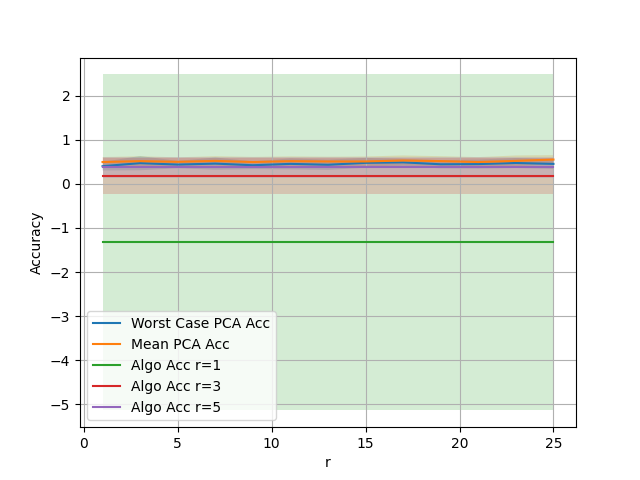 2
1
0
−1
−2
−3
−4
−5
Accuracy
Worst Case PCA Acc
Mean PCA Acc
Algo Acc r=1
Algo Acc r=3
Algo Acc r=5
0 5 10 15 20 25
r